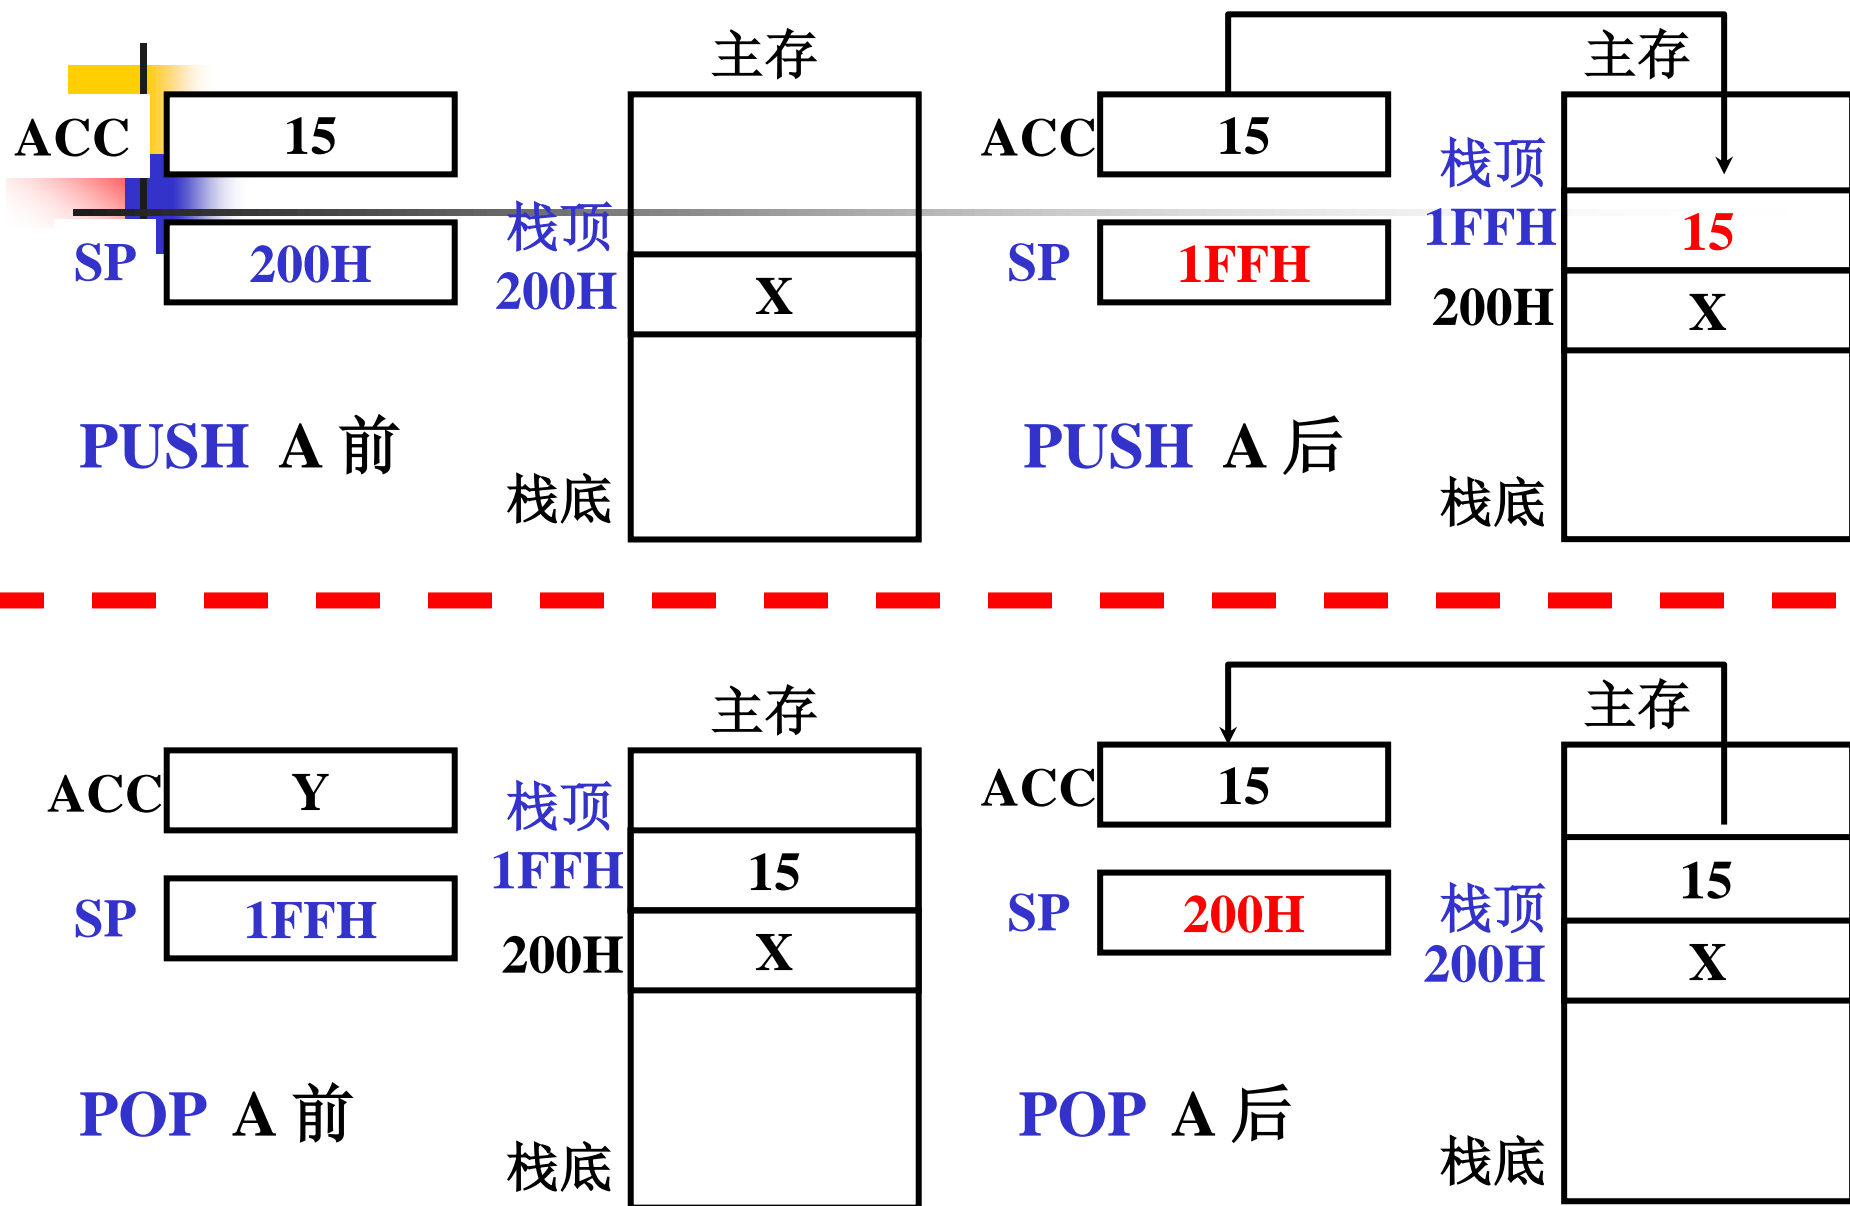 主存
ACC 15
栈顶
SP 200H
200H X
PUSH A 前
栈底
主存
ACC 15
栈顶
1FFH 15
SP 1FFH
200H X
PUSH A 后
栈底
主存
ACC Y
栈顶
1FFH 15
SP 1FFH
200H X
POP A 前
栈底
主存
ACC 15
15
SP 200H
栈顶
200H X
POP A 后
栈底